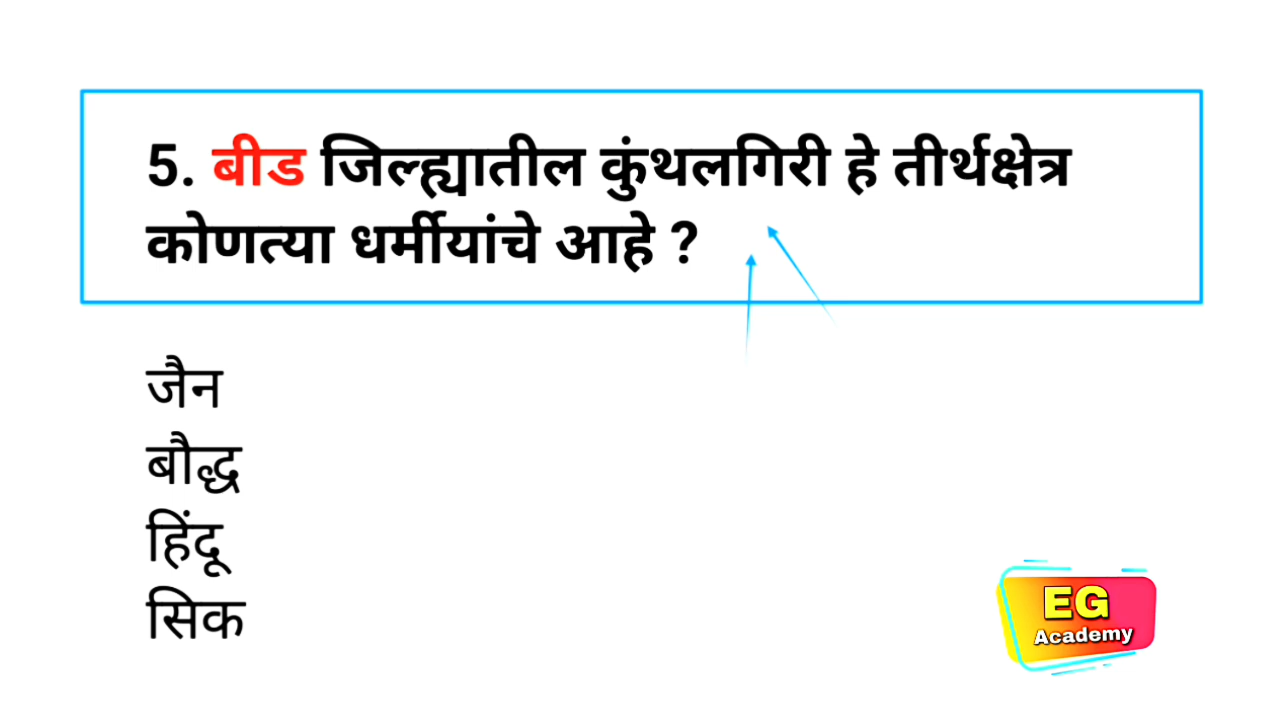 5. बीड जिल्ह्यातील कुंथलगिरी हे तीर्थक्षेत्र
कोणत्या धर्मीयांचे आहे ?
जैन
बौद्ध
हिंदू
सिक
EG
Academy